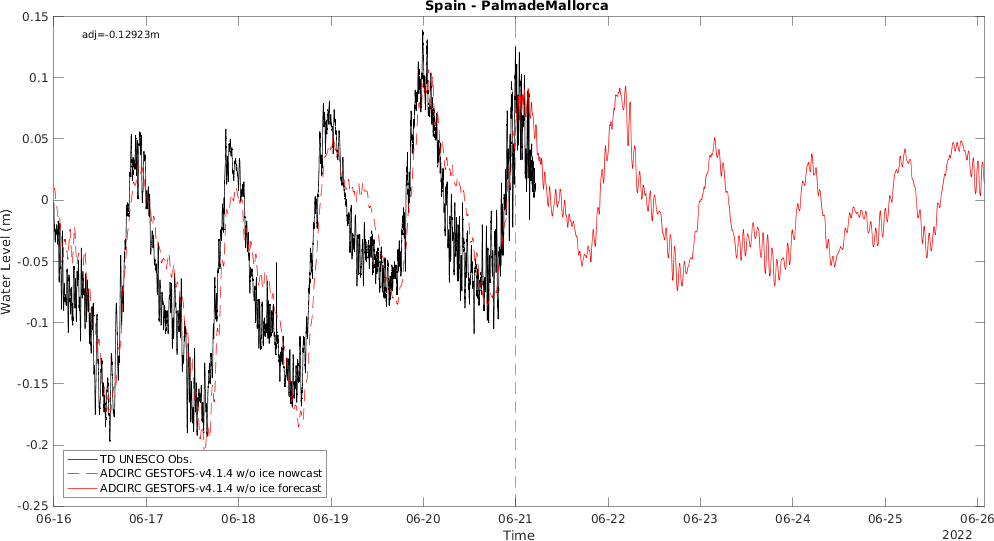 Spain - PalmadeMallorca
adj=-0.12923m
0.15
0.1
0.05
0
-0.05
-0.1
-0.15
-0.2
-0.25
Water Level (m)
TD UNESCO Obs.
ADCIRC GESTOFS-v4.1.4 w/o ice nowcast
ADCIRC GESTOFS-v4.1.4 w/o ice forecast
06-16 06-17 06-18 06-19 06-20 06-21 06-22 06-23 06-24 06-25 06-26
Time
2022